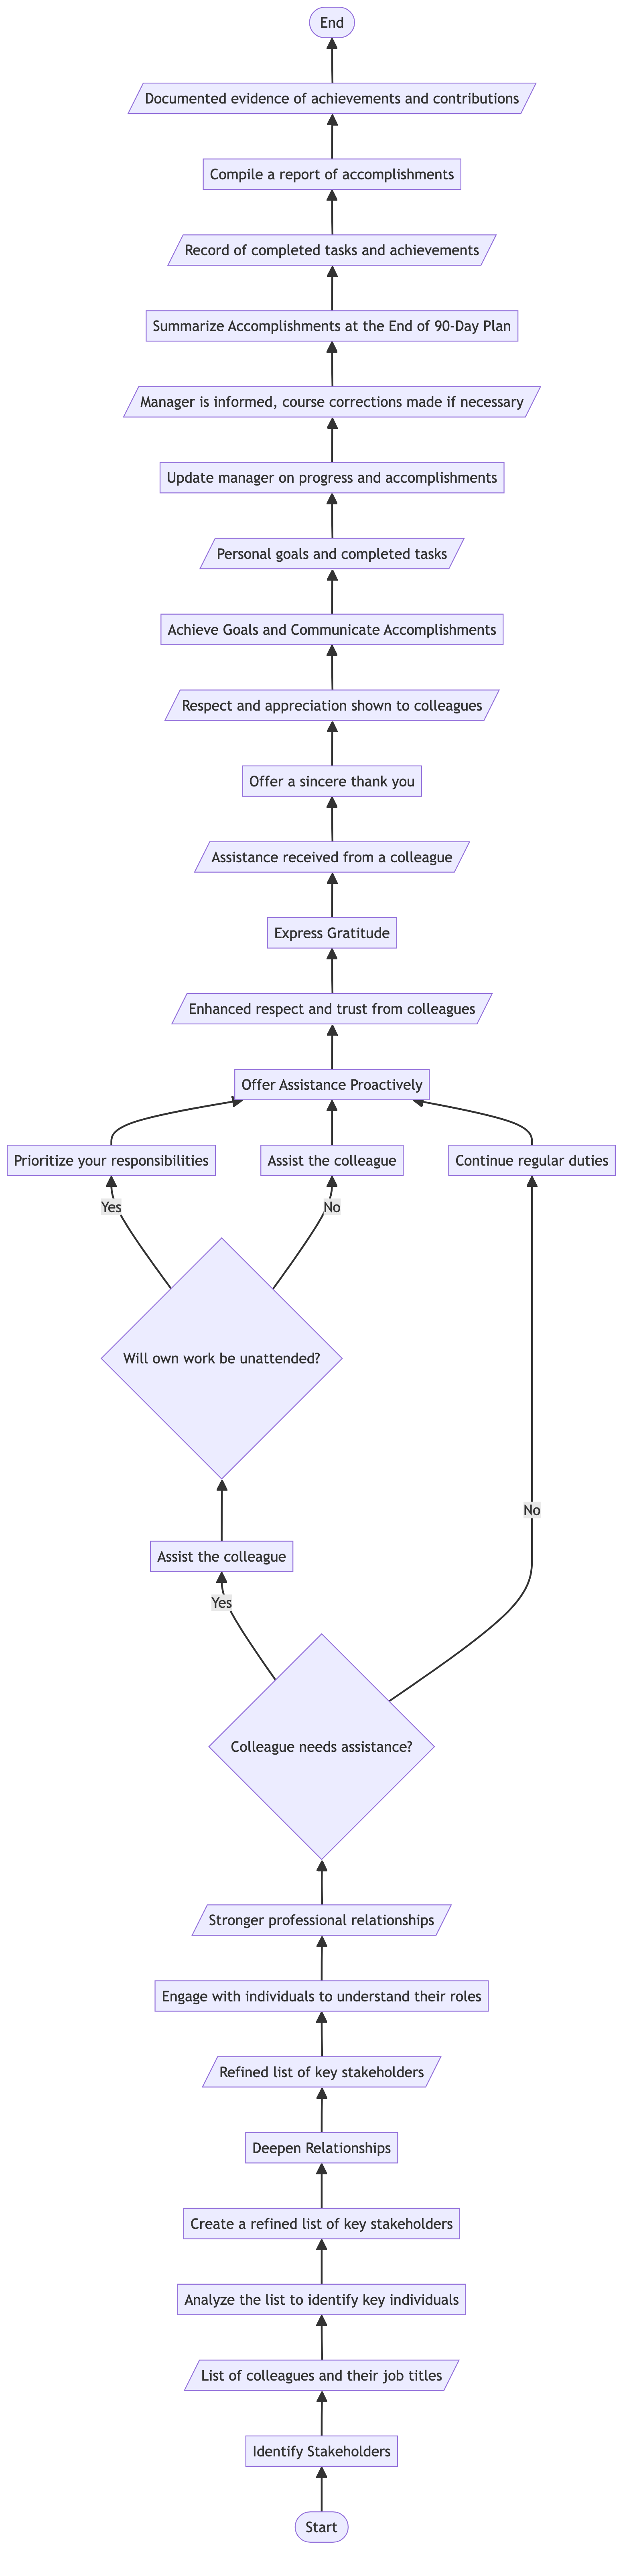 End
Documented evidence of achievements and contributions
Compile a report of accomplishments
Record of completed tasks and achievements
Summarize Accomplishments at the End of 90-Day Plan
Manager is informed, course corrections made if necessary
Update manager on progress and accomplishments
Personal goals and completed tasks
Achieve Goals and Communicate Accomplishments
Respect and appreciation shown to colleagues
Offer a sincere thank you
Assistance received from a colleague
Express Gratitude
Enhanced respect and trust from colleagues
Offer Assistance Proactively
Prioritize your responsibilities
Assist the colleague
Continue regular duties
Yes
No
Will own work be unattended?
No
Assist the colleague
Yes
Colleague needs assistance?
Stronger professional relationships
Engage with individuals to understand their roles
Refined list of key stakeholders
Deepen Relationships
Create a refined list of key stakeholders
Analyze the list to identify key individuals
List of colleagues and their job titles
Identify Stakeholders
Start